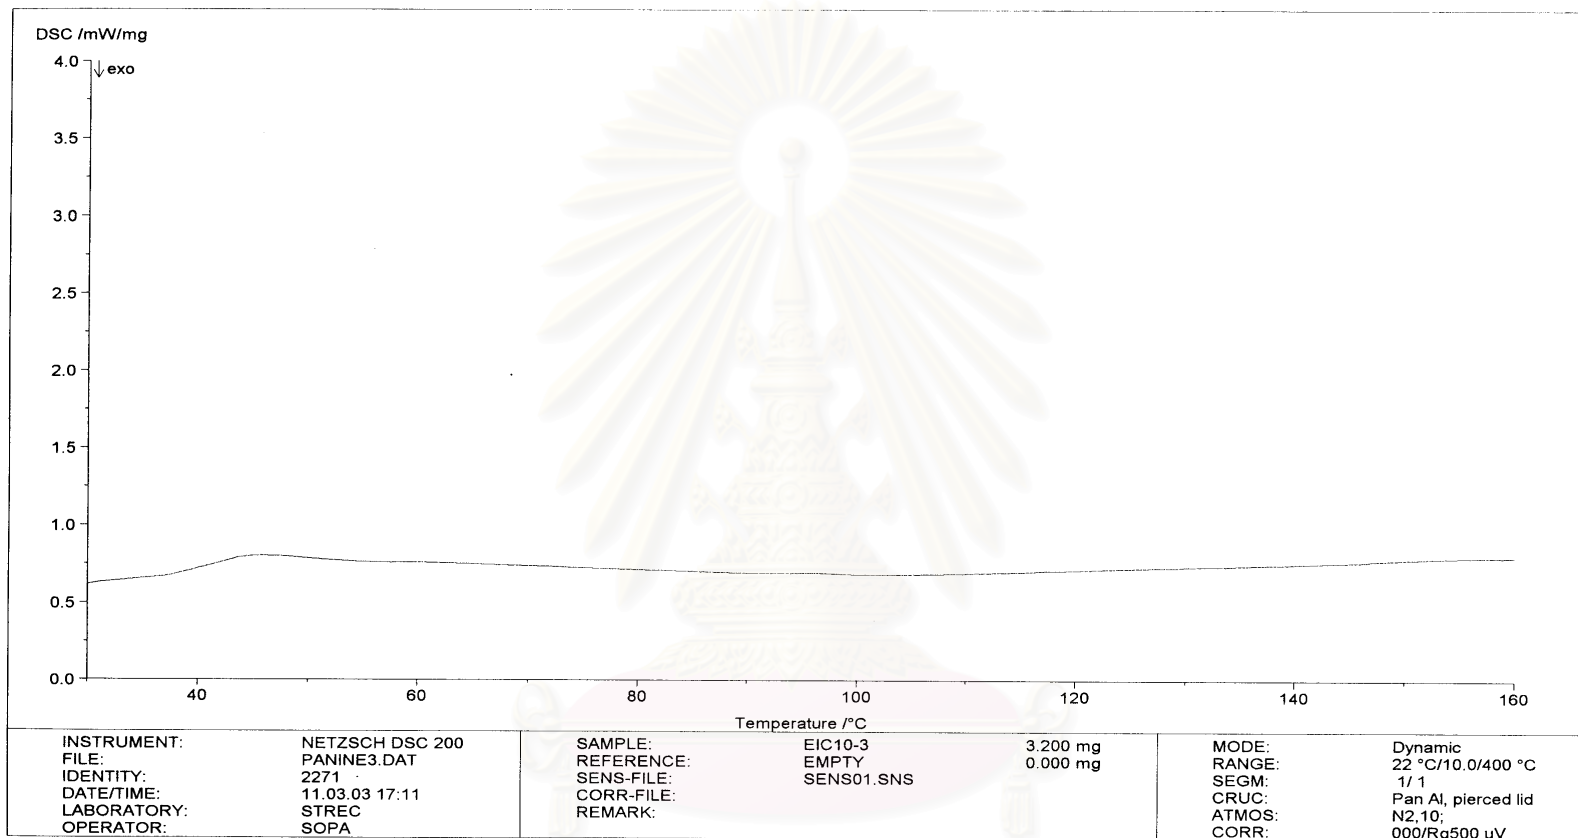 DSC /mW/mg
4.0
↓ exo
3.5
3.0
2.5
2.0
1.5
1.0
0.5
0.0
40 60 80 100 120 140 160
Temperature /°C
INSTRUMENT: NETZSCH DSC 200
FILE: PANINE3.DAT
IDENTITY: 2271
DATE/TIME: 11.03.03 17:11
LABORATORY: STREC
OPERATOR: SOPA
SAMPLE: EIC10-3 3.200 mg
REFERENCE: EMPTY 0.000 mg
SENS-FILE: SENS01.SNS
CORR-FILE:
REMARK:
MODE: Dynamic
RANGE: 22 °C/10.0/400 °C
SEGM: 1/ 1
CRUC: Pan Al, pierced lid
ATMOS: N2,10;
CORR: 000/Rg500 uV